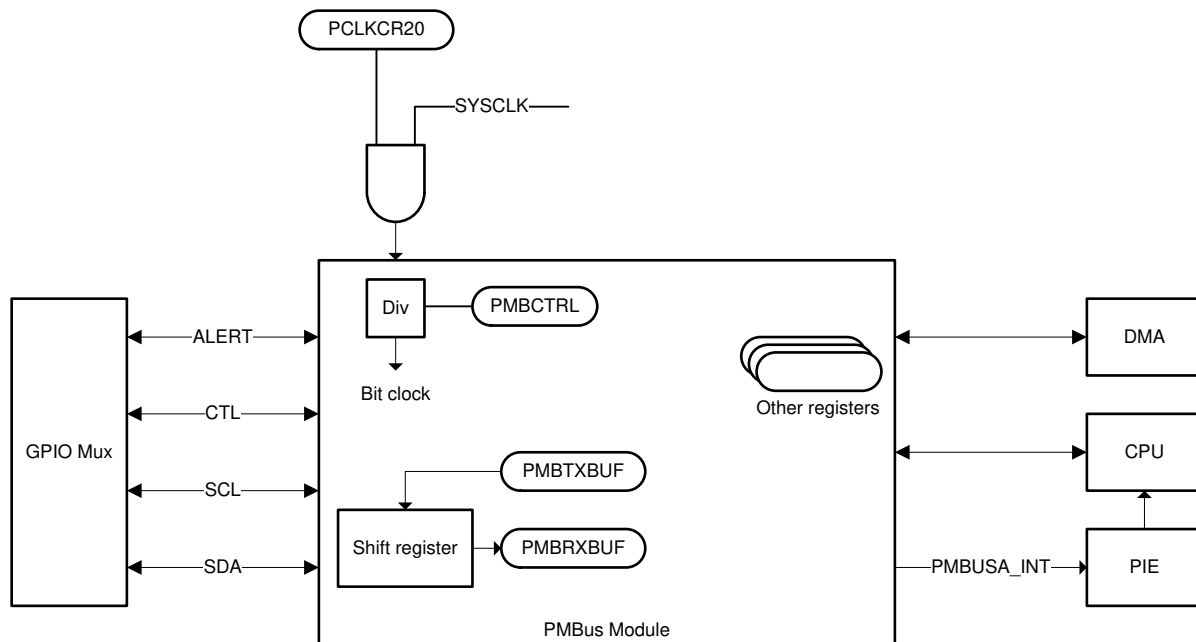 PCLKCR20
SYSCLK
Div
PMBCTRL
ALERT
DMA
Bit clock
Other registers
CTL
GPIO Mux
CPU
PMBTXBUF
SCL
Shift register
PMBRXBUF
SDA
PMBUSA_INT
PIE
PMBus Module